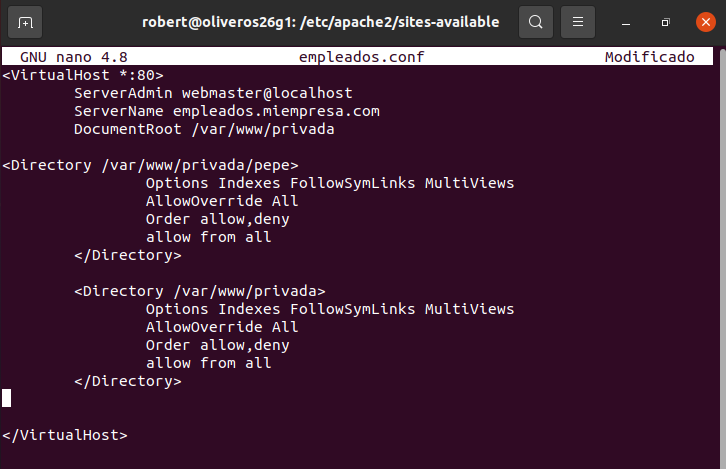 robert@oliveros26g1: /etc/apache2/sites-available
GNU nano 4.8 empleados.conf Modificado
<VirtualHost *:80>
ServerAdmin webmaster@localhost
ServerName empleados.miempresa.com
DocumentRoot /var/www/privada
<Directory /var/www/privada/pepe>
Options Indexes FollowSymLinks MultiViews
AllowOverride All
Order allow,deny
allow from all
</Directory>
<Directory /var/www/privada>
Options Indexes FollowSymLinks MultiViews
AllowOverride All
Order allow,deny
allow from all
</Directory>
</VirtualHost>